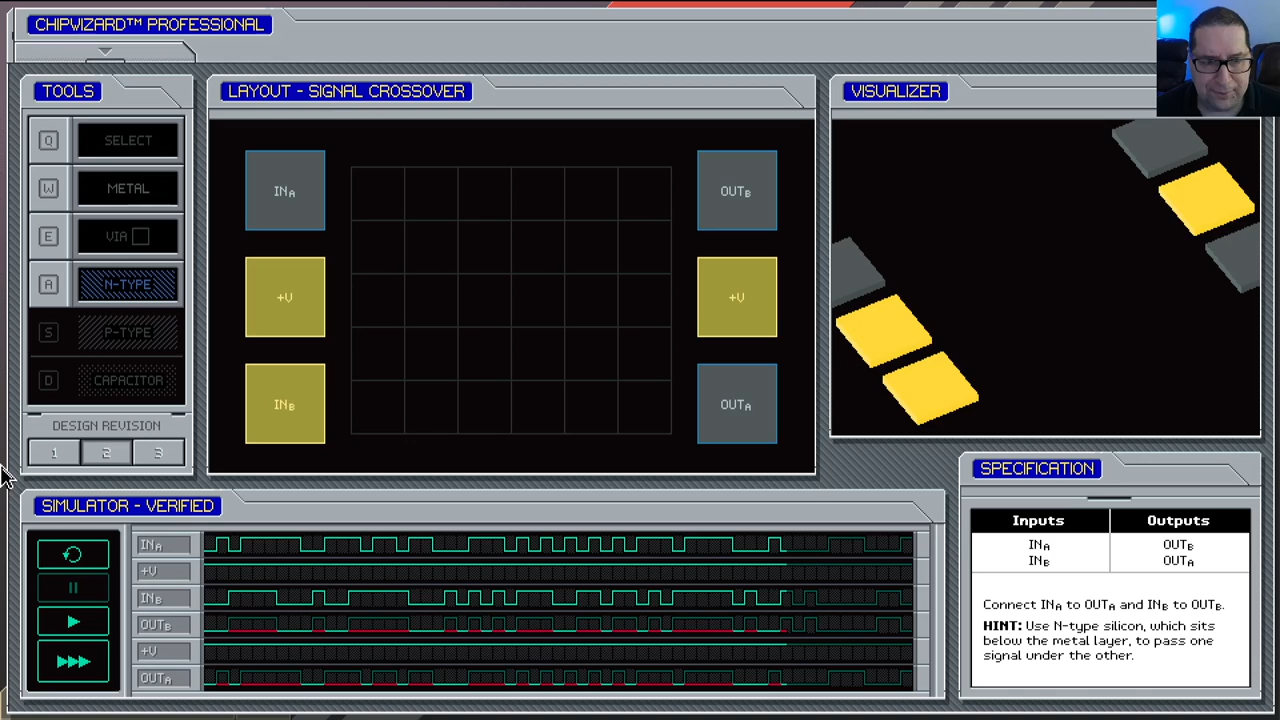 CHIPWIZARD™ PROFESSIONAL
TOOLS
Q SELECT
W METAL
E VIA
A N-TYPE
S P-TYPE
D CAPACITOR
DESIGN REVISION
1 2 3
LAYOUT - SIGNAL CROSSOVER
INA OUTB
+V +V
INB OUTA
VISUALIZER
SIMULATOR - VERIFIED
INA
+V
INB
OUTB
+V
OUTA
SPECIFICATION
Inputs Outputs
INA OUTB
INB OUTA
Connect INA to OUTA and INB to OUTB.
HINT: Use N-type silicon, which sits
below the metal layer, to pass one
signal under the other.